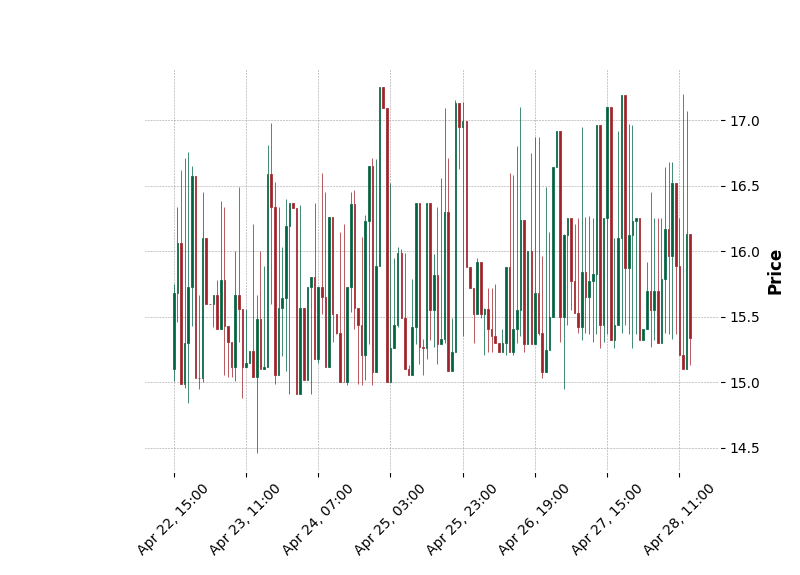 17.0
16.5
16.0
15.5
15.0
14.5
Price
Apr 22, 15:00
Apr 23, 11:00
Apr 24, 07:00
Apr 25, 03:00
Apr 25, 23:00
Apr 26, 19:00
Apr 27, 15:00
Apr 28, 11:00